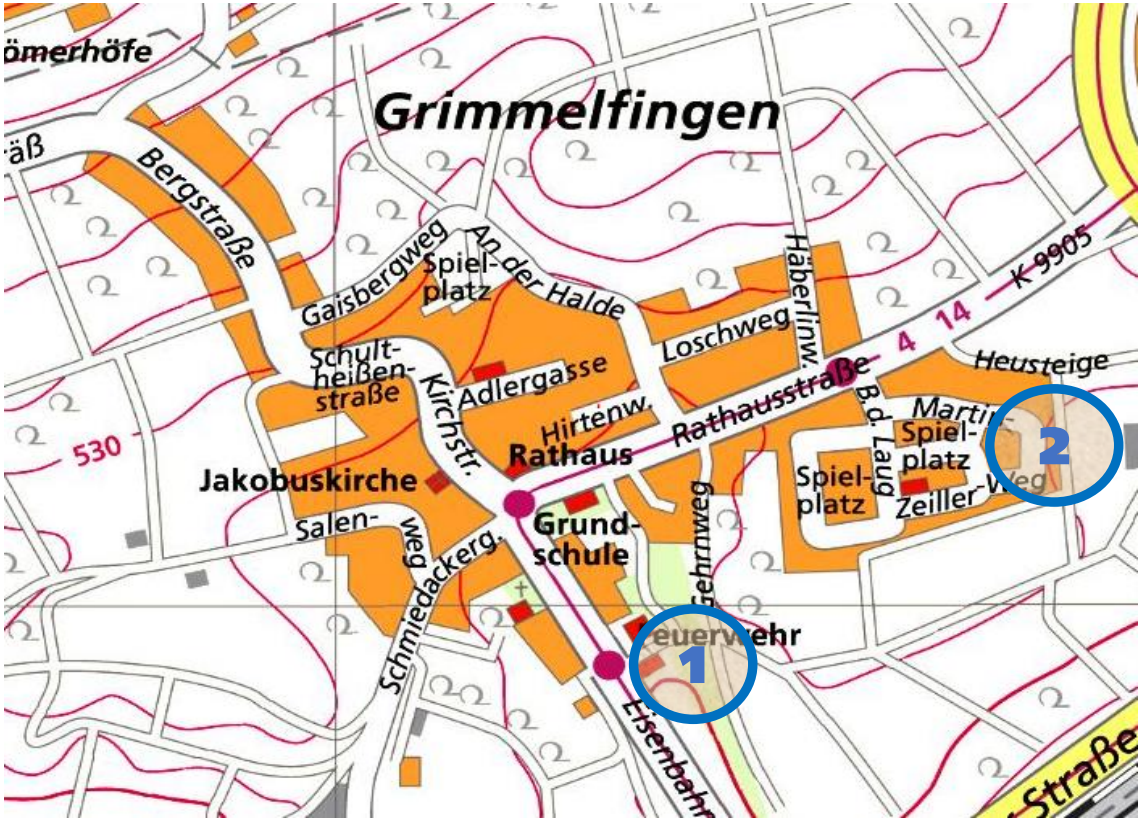 ömerhöfe
Grimmelfingen
äß
Bergstraße
Gaisbergweg
Spiel-
platz
An der Halde
Häberlinw.
K 9905
4 14
Loschweg
Heusteige
Schult-
heißen-
straße
Kirchstr.
Adlergasse
Hirtenw.
Rathausstraße
B.d. Laug
Martin-
Zeiller-Weg
Spiel-
platz
Spiel-
platz
2
530
Rathaus
Jakobuskirche
Salen-
weg
Grund-
schule
Gehrnweg
Schmiedackerg.
euerwehr
1
Eisenbahn
Straße